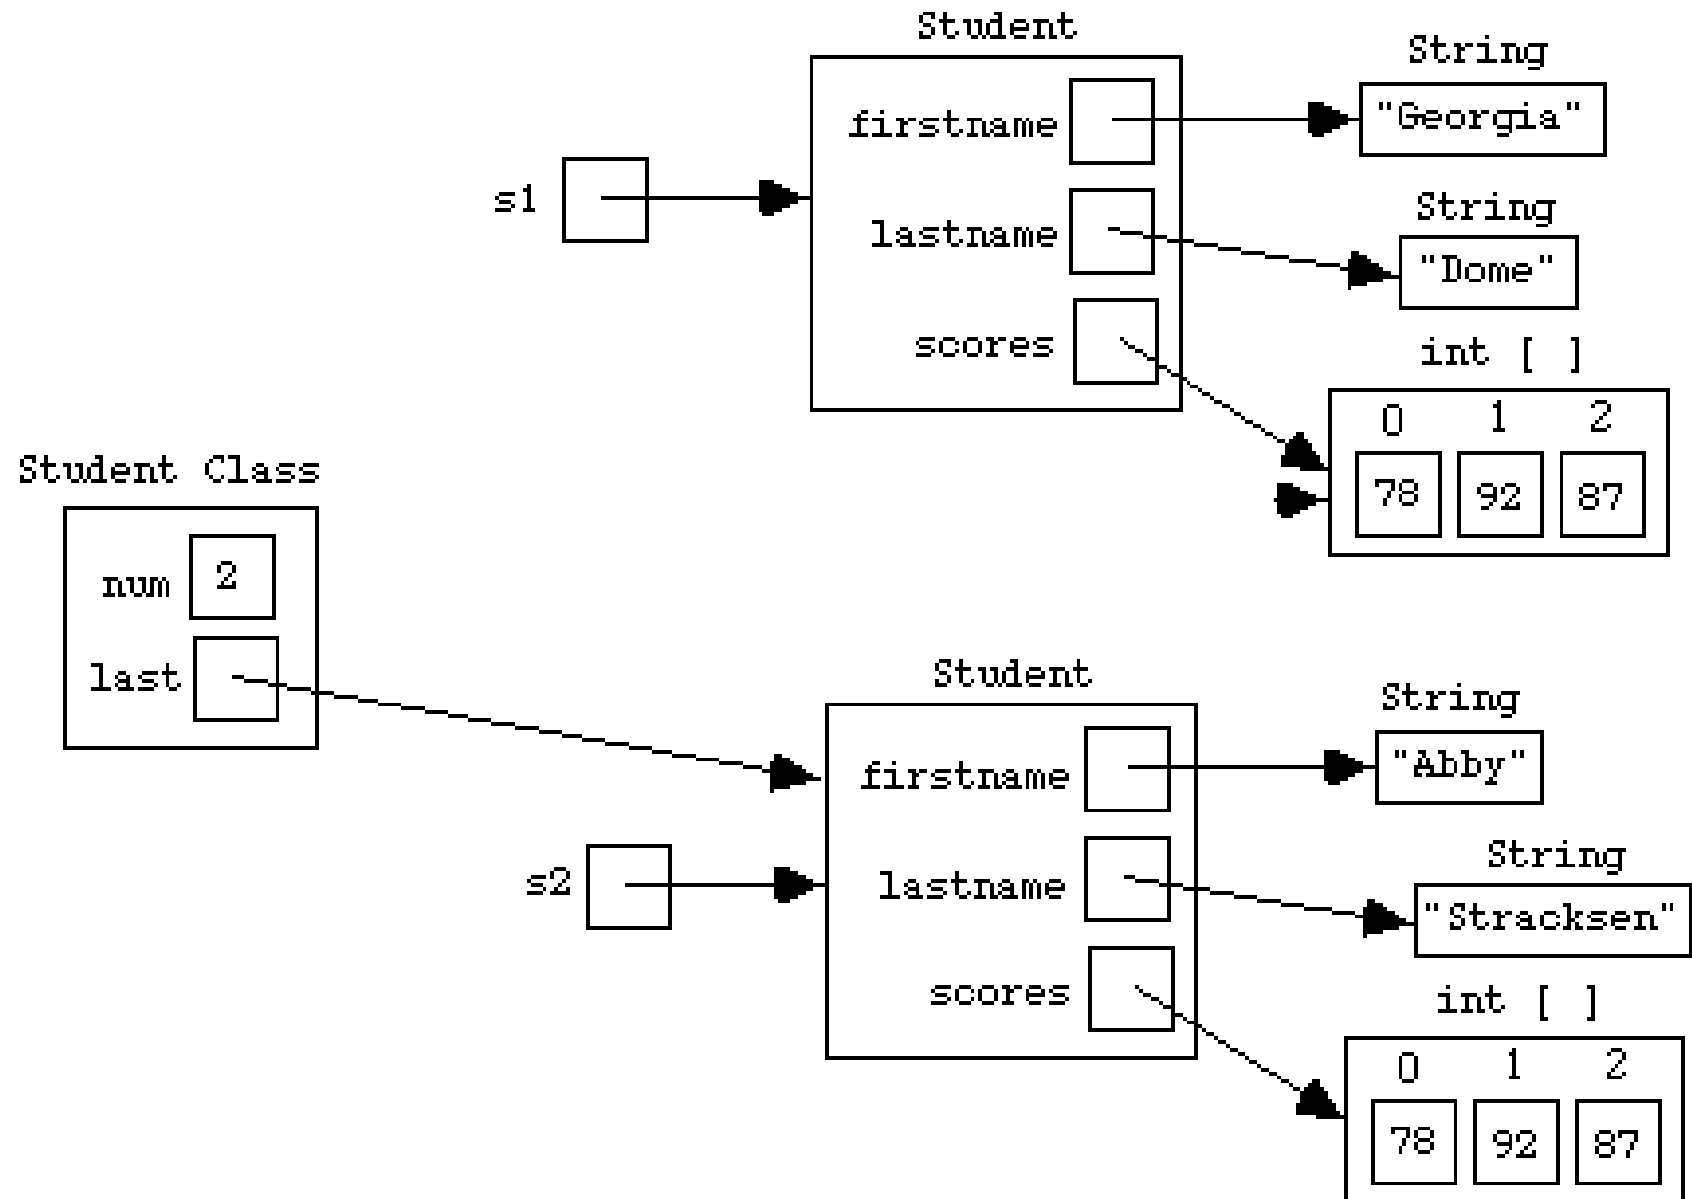 Student
String
firstname
"Georgia"
s1
String
lastname
"Dome"
scores
int [ ]
0 1 2
78 92 87
Student Class
num 2
last
Student
String
firstname
"Abby"
String
s2
lastname
"Stracksen"
scores
int [ ]
0 1 2
78 92 87